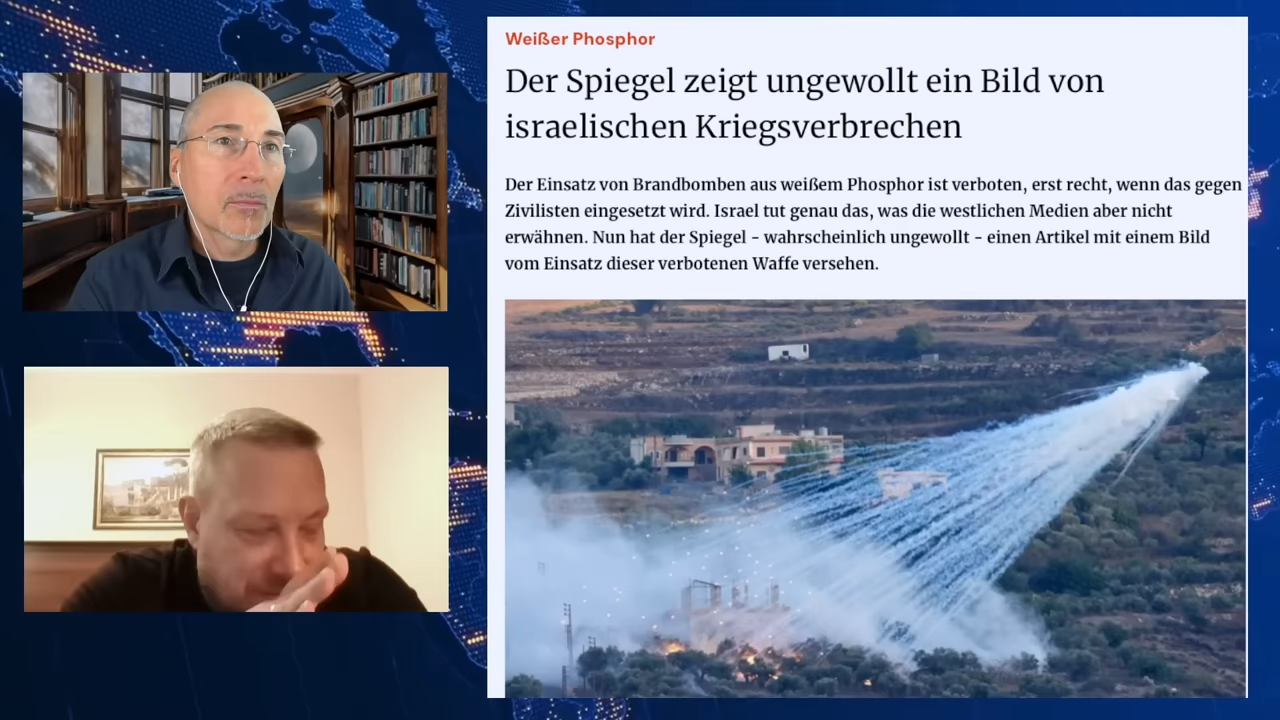 Weißer Phosphor
Der Spiegel zeigt ungewollt ein Bild von
israelischen Kriegsverbrechen
Der Einsatz von Brandbomben aus weißem Phosphor ist verboten, erst recht, wenn das gegen
Zivilisten eingesetzt wird. Israel tut genau das, was die westlichen Medien aber nicht
erwähnen. Nun hat der Spiegel - wahrscheinlich ungewollt - einen Artikel mit einem Bild
vom Einsatz dieser verbotenen Waffe versehen.